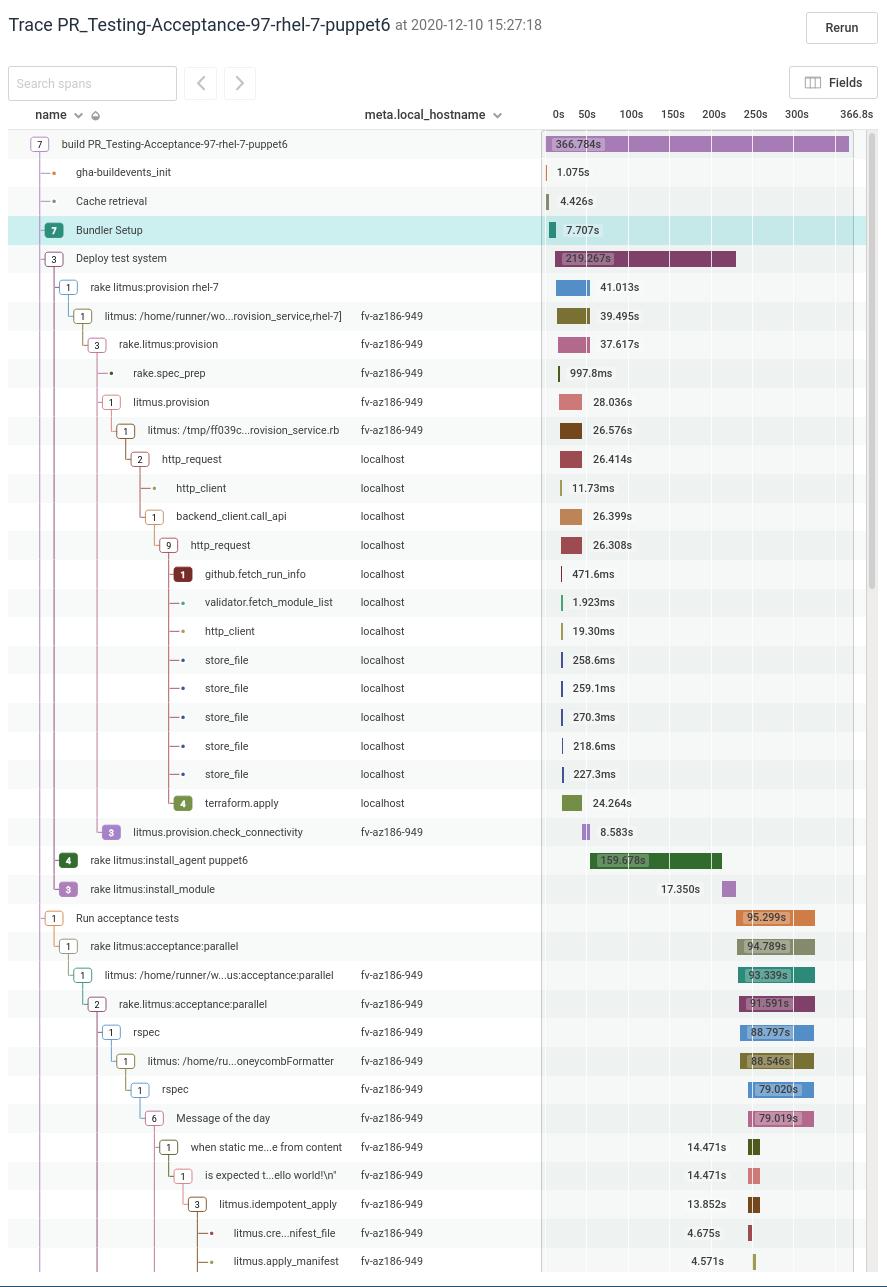 Trace PR_Testing-Acceptance-97-rhel-7-puppet6 at 2020-12-10 15:27:18 Rerun
Search spans Fields
name meta.local_hostname 0s 50s 100s 150s 200s 250s 300s 366.8s
7 build PR_Testing-Acceptance-97-rhel-7-puppet6 366.784s
gha-buildevents_init 1.075s
Cache retrieval 4.426s
7 Bundler Setup 7.707s
3 Deploy test system 219.267s
1 rake litmus:provision rhel-7 41.013s
1 litmus: /home/runner/wo...rovision_service,rhel-7] fv-az186-949 39.495s
3 rake.litmus:provision fv-az186-949 37.617s
rake.spec_prep fv-az186-949 997.8ms
1 litmus.provision fv-az186-949 28.036s
1 litmus: /tmp/ff039c...rovision_service.rb fv-az186-949 26.576s
2 http_request localhost 26.414s
http_client localhost 11.73ms
1 backend_client.call_api localhost 26.399s
9 http_request localhost 26.308s
1 github.fetch_run_info localhost 471.6ms
validator.fetch_module_list localhost 1.923ms
http_client localhost 19.30ms
store_file localhost 258.6ms
store_file localhost 259.1ms
store_file localhost 270.3ms
store_file localhost 218.6ms
store_file localhost 227.3ms
4 terraform.apply localhost 24.264s
3 litmus.provision.check_connectivity fv-az186-949 8.583s
4 rake litmus:install_agent puppet6 159.678s
3 rake litmus:install_module 17.350s
1 Run acceptance tests 95.299s
1 rake litmus:acceptance:parallel 94.789s
1 litmus: /home/runner/w...us:acceptance:parallel fv-az186-949 93.339s
2 rake.litmus:acceptance:parallel fv-az186-949 91.591s
1 rspec fv-az186-949 88.797s
1 litmus: /home/ru...oneycombFormatter fv-az186-949 88.546s
1 rspec fv-az186-949 79.020s
6 Message of the day fv-az186-949 79.019s
1 when static me...e from content fv-az186-949 14.471s
1 is expected t...ello world!\n" fv-az186-949 14.471s
3 litmus.idempotent_apply fv-az186-949 13.852s
litmus.cre...nifest_file fv-az186-949 4.675s
litmus.apply_manifest fv-az186-949 4.571s